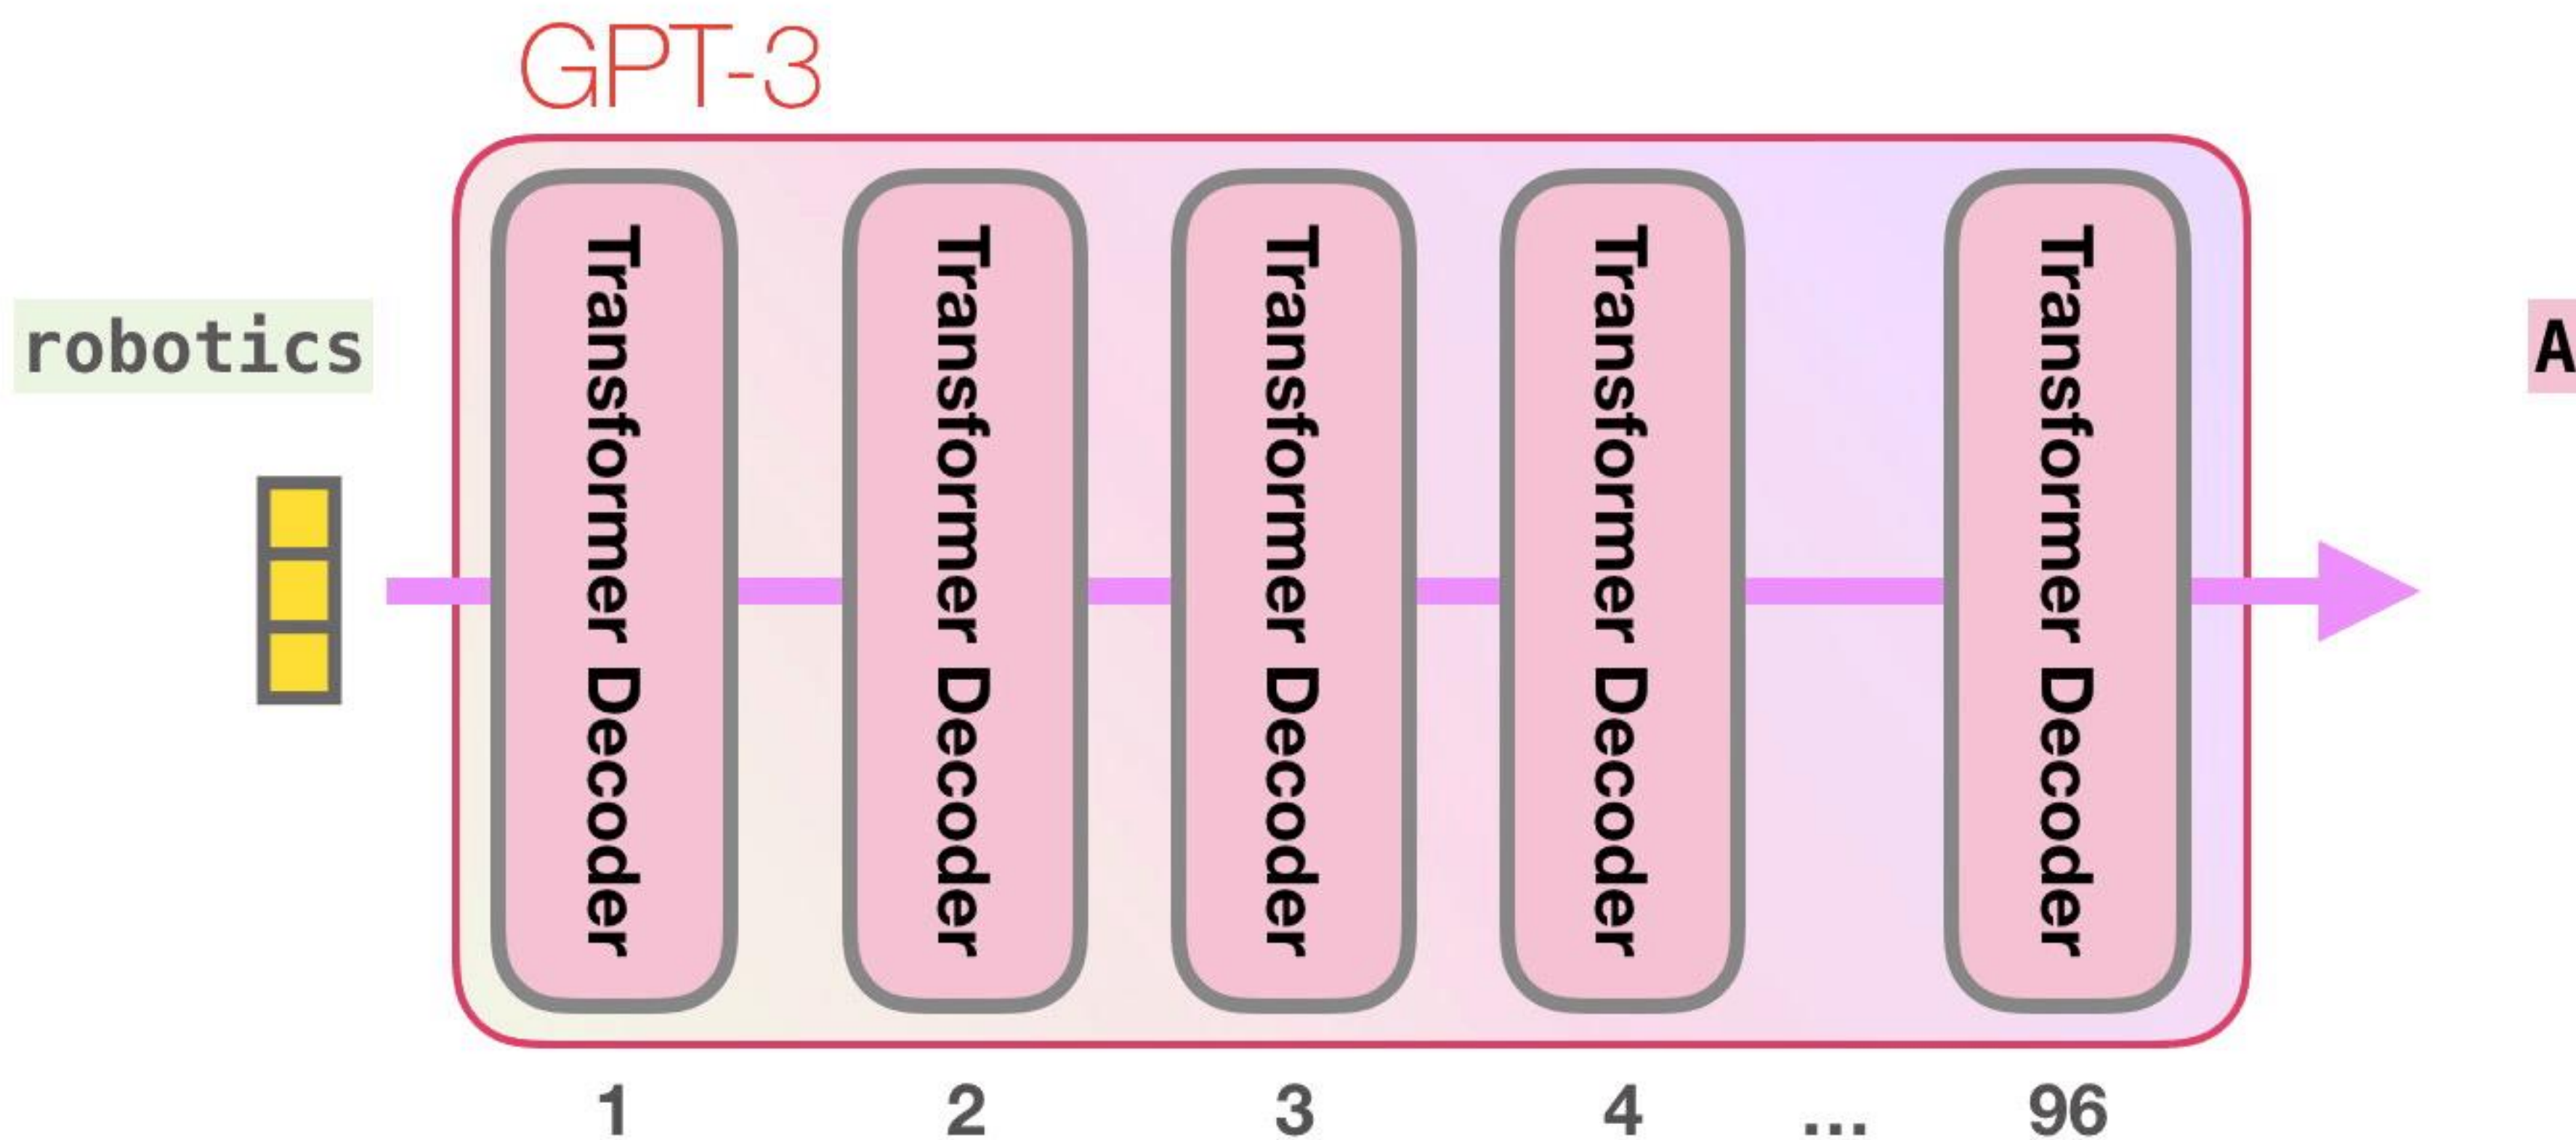 GPT-3
robotics
Transformer Decoder
Transformer Decoder
Transformer Decoder
Transformer Decoder
Transformer Decoder
A
1 2 3 4 ... 96